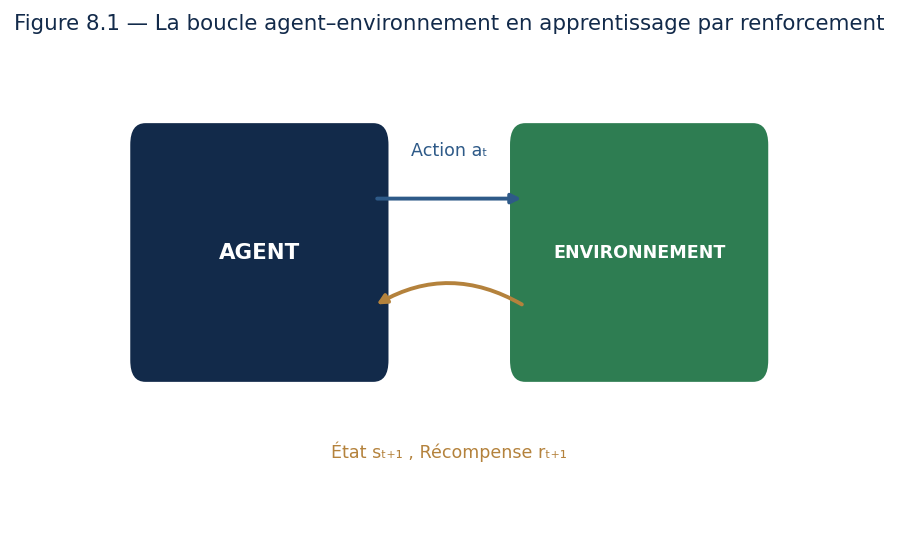 Figure 8.1 — La boucle agent–environnement en apprentissage par renforcement
Action aₜ
AGENT
ENVIRONNEMENT
État sₜ₊₁ , Récompense rₜ₊₁